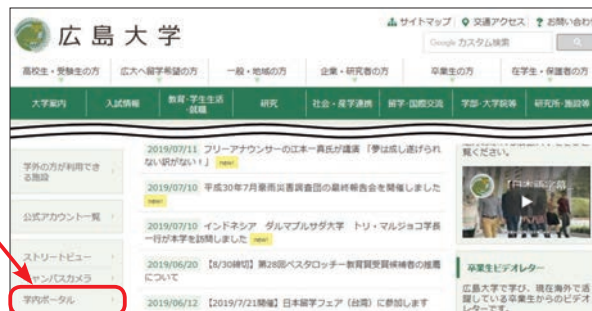 サイトマップ 交通アクセス ? お問い合わ
広島大学
Google カスタム検索
高校生・受験生の方 広大へ留学希望の方 一般・地域の方 企業・研究者の方 卒業生の方 在学生・保護者の方
大学案内 入試情報 教育・学生生活・就職 研究 社会・産学連携 留学・国際交流 学部・大学院等 研究所・施設等
学外の方が利用できる施設
公式アカウント一覧
ストリートビュー
キャンパスカメラ
学内ポータル
2019/07/11 フリーアナウンサーの江本一真氏が講演 「夢は成し遂げられ
ない訳がない！」 new!
2019/07/10 平成30年7月豪雨災害調査団の最終報告会を開催しました
new!
2019/07/10 インドネシア ダルマプルサダ大学 トリ・マルジョコ学長
一行が本学を訪問しました new!
2019/06/20 【8/30締切】第28回ペスタロッチー教育賞受賞候補者の推薦
について
2019/06/12 【2019/7/21開催】日本留学フェア（台湾）に参加します
覧ください。
【日本語字幕
卒業生ビデオレター
広島大学で学び、現在海外で活
躍している卒業生からのビデオ
レターです。